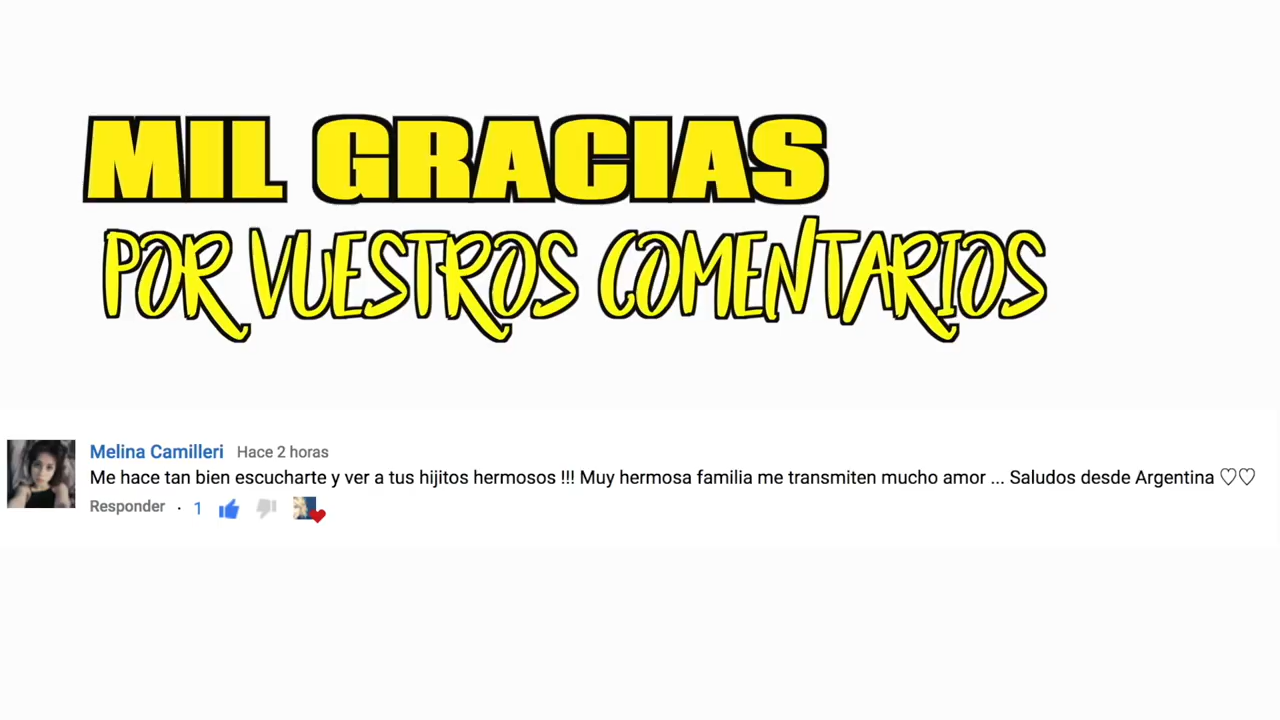 MIL GRACIAS
POR VUESTROS COMENTARIOS
Melina Camilleri Hace 2 horas
Me hace tan bien escucharte y ver a tus hijitos hermosos !!! Muy hermosa familia me transmiten mucho amor ... Saludos desde Argentina ♡♡
Responder · 1